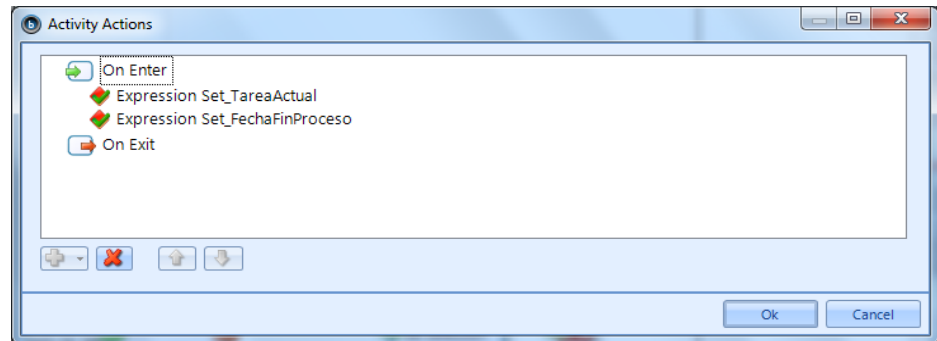 Activity Actions
On Enter
Expression Set_TareaActual
Expression Set_FechaFinProceso
On Exit
Ok Cancel